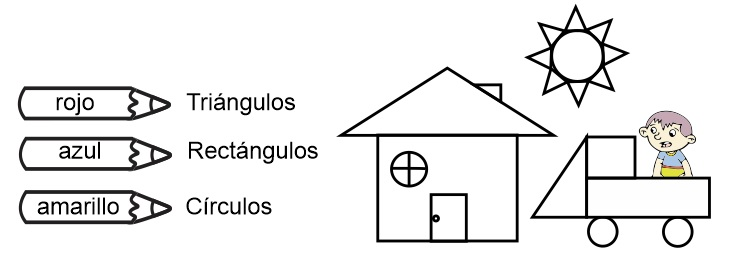 rojo Triángulos
azul Rectángulos
amarillo Círculos